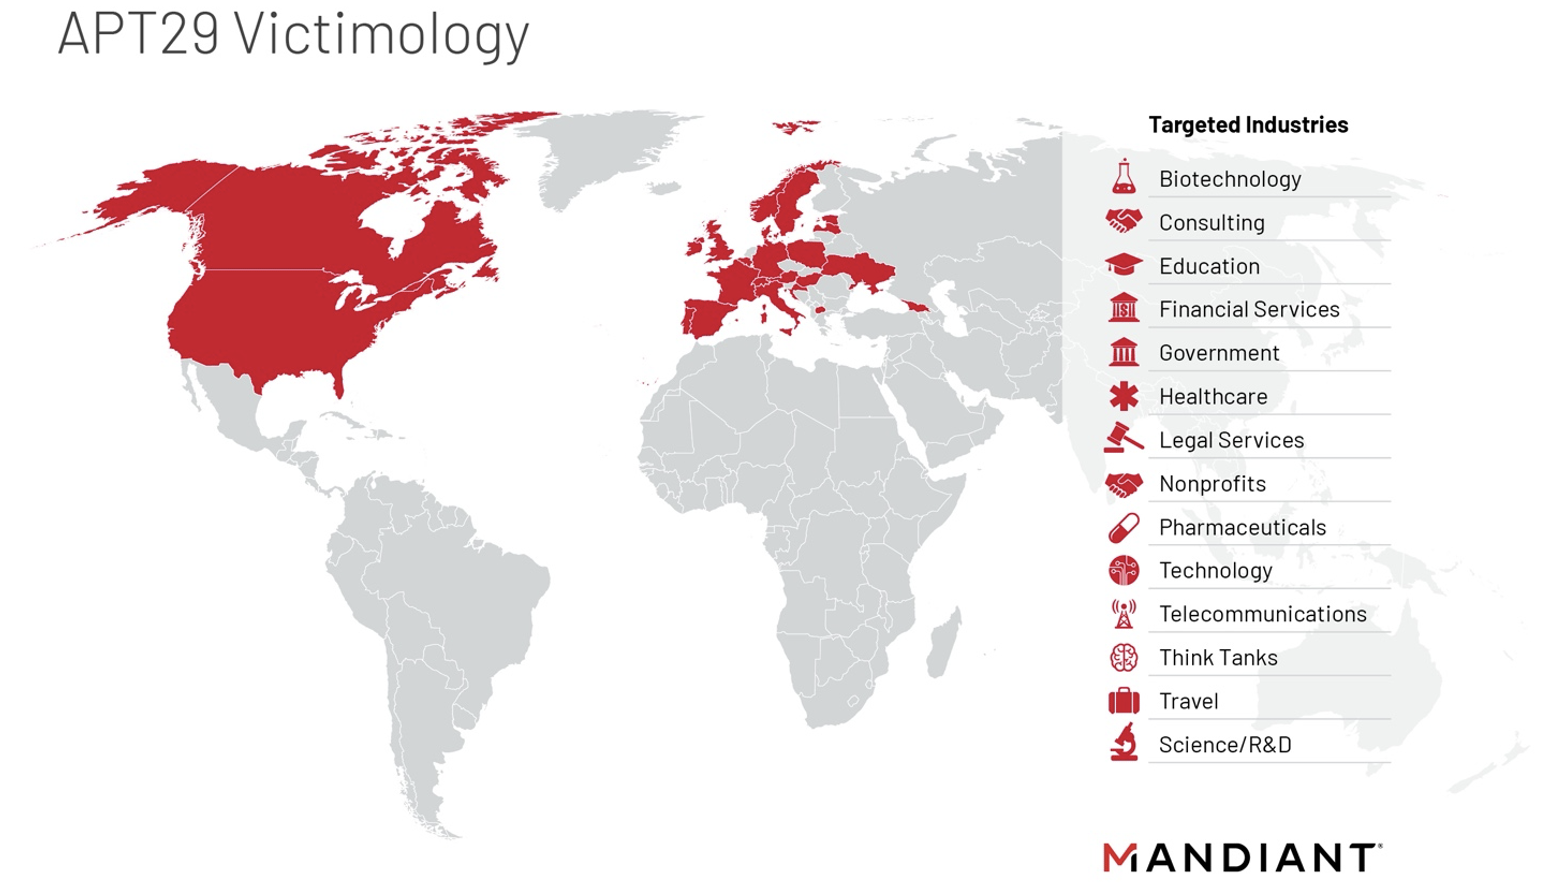 APT29 Victimology
Targeted Industries
Biotechnology
Consulting
Education
Financial Services
Government
Healthcare
Legal Services
Nonprofits
Pharmaceuticals
Technology
Telecommunications
Think Tanks
Travel
Science/R&D
MANDIANT®